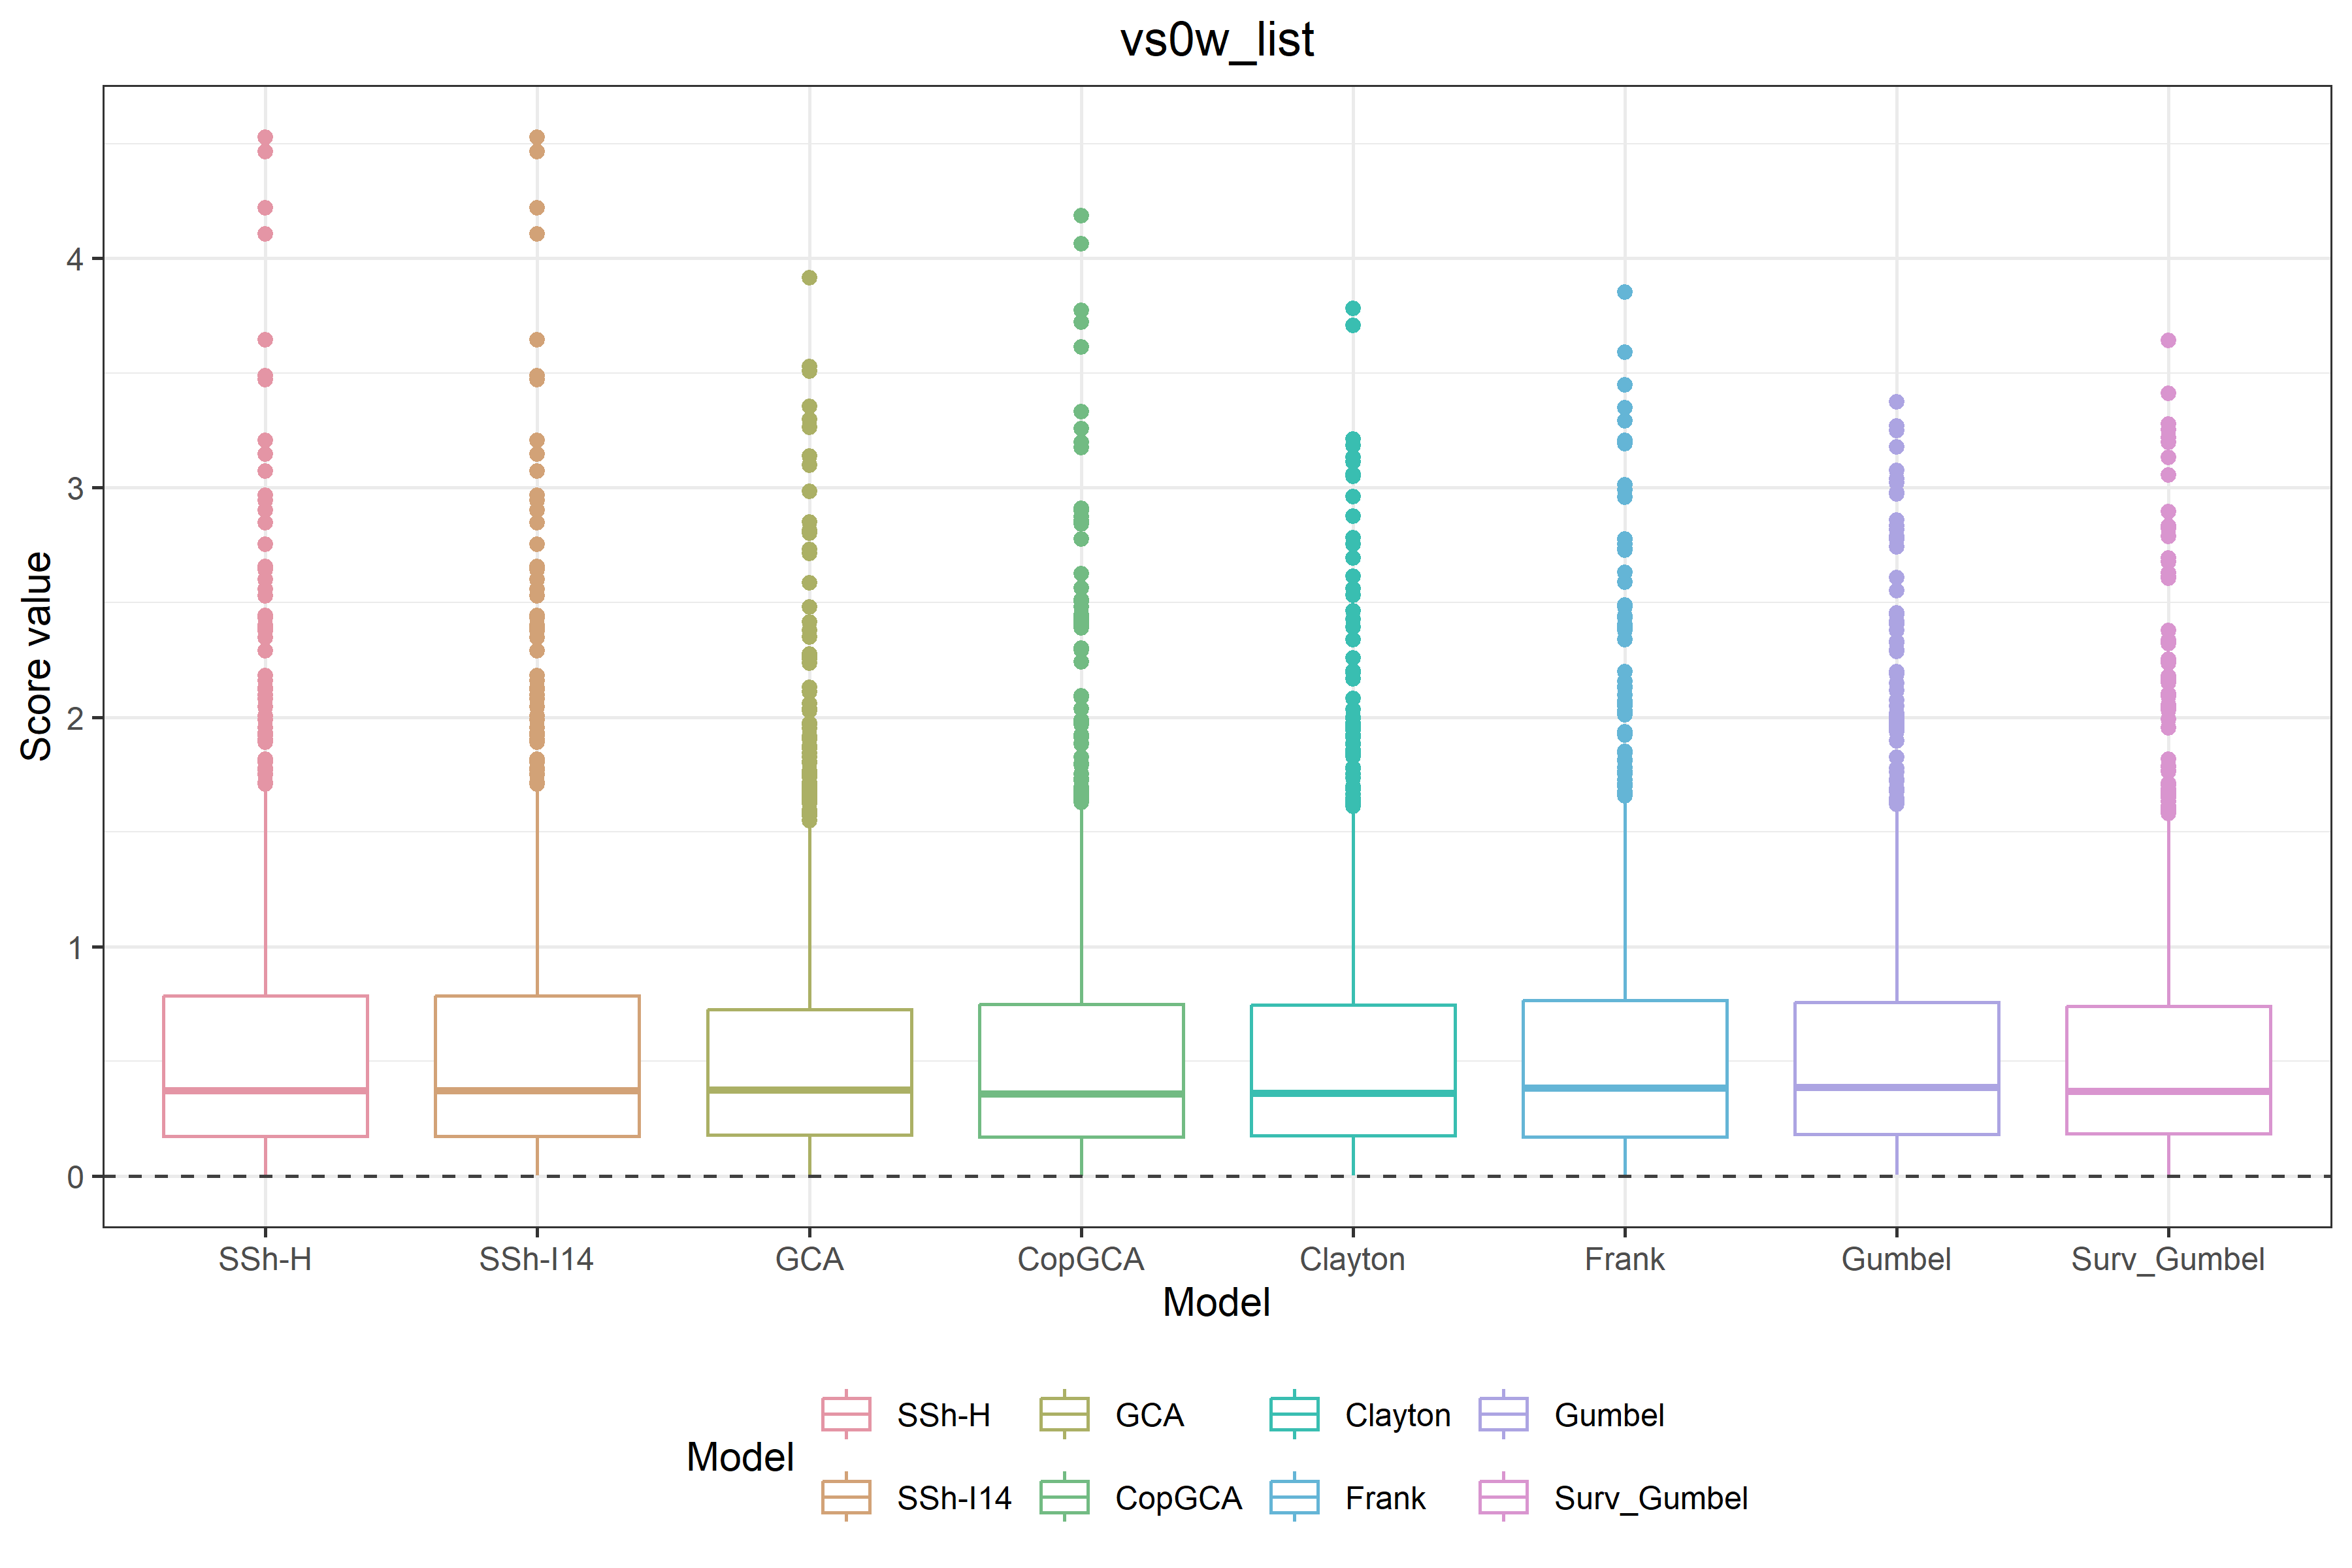 vs0w_list
Score value
4
3
2
1
0
SSh-H SSh-I14 GCA CopGCA Clayton Frank Gumbel Surv_Gumbel
Model
Model
SSh-H GCA Clayton Gumbel
SSh-I14 CopGCA Frank Surv_Gumbel